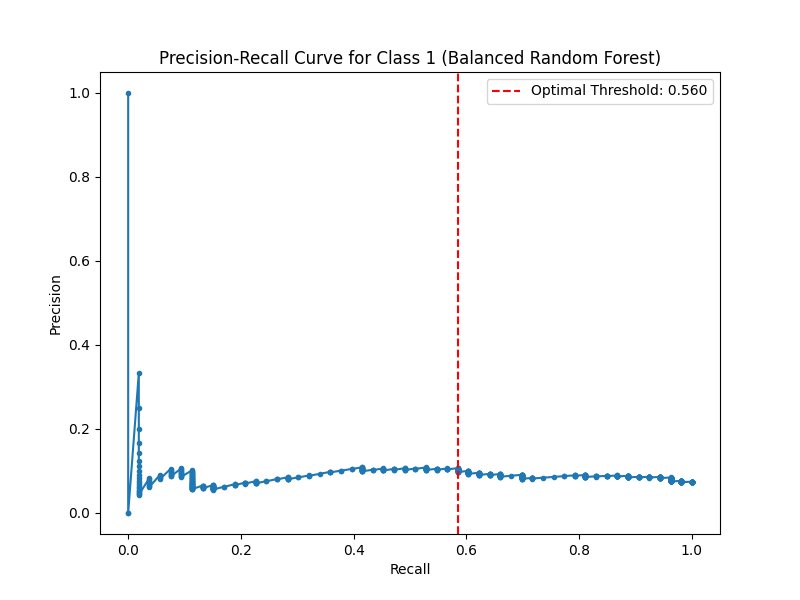 Precision-Recall Curve for Class 1 (Balanced Random Forest)
Optimal Threshold: 0.560
1.0
0.8
0.6
0.4
0.2
0.0
Precision
0.0 0.2 0.4 0.6 0.8 1.0
Recall